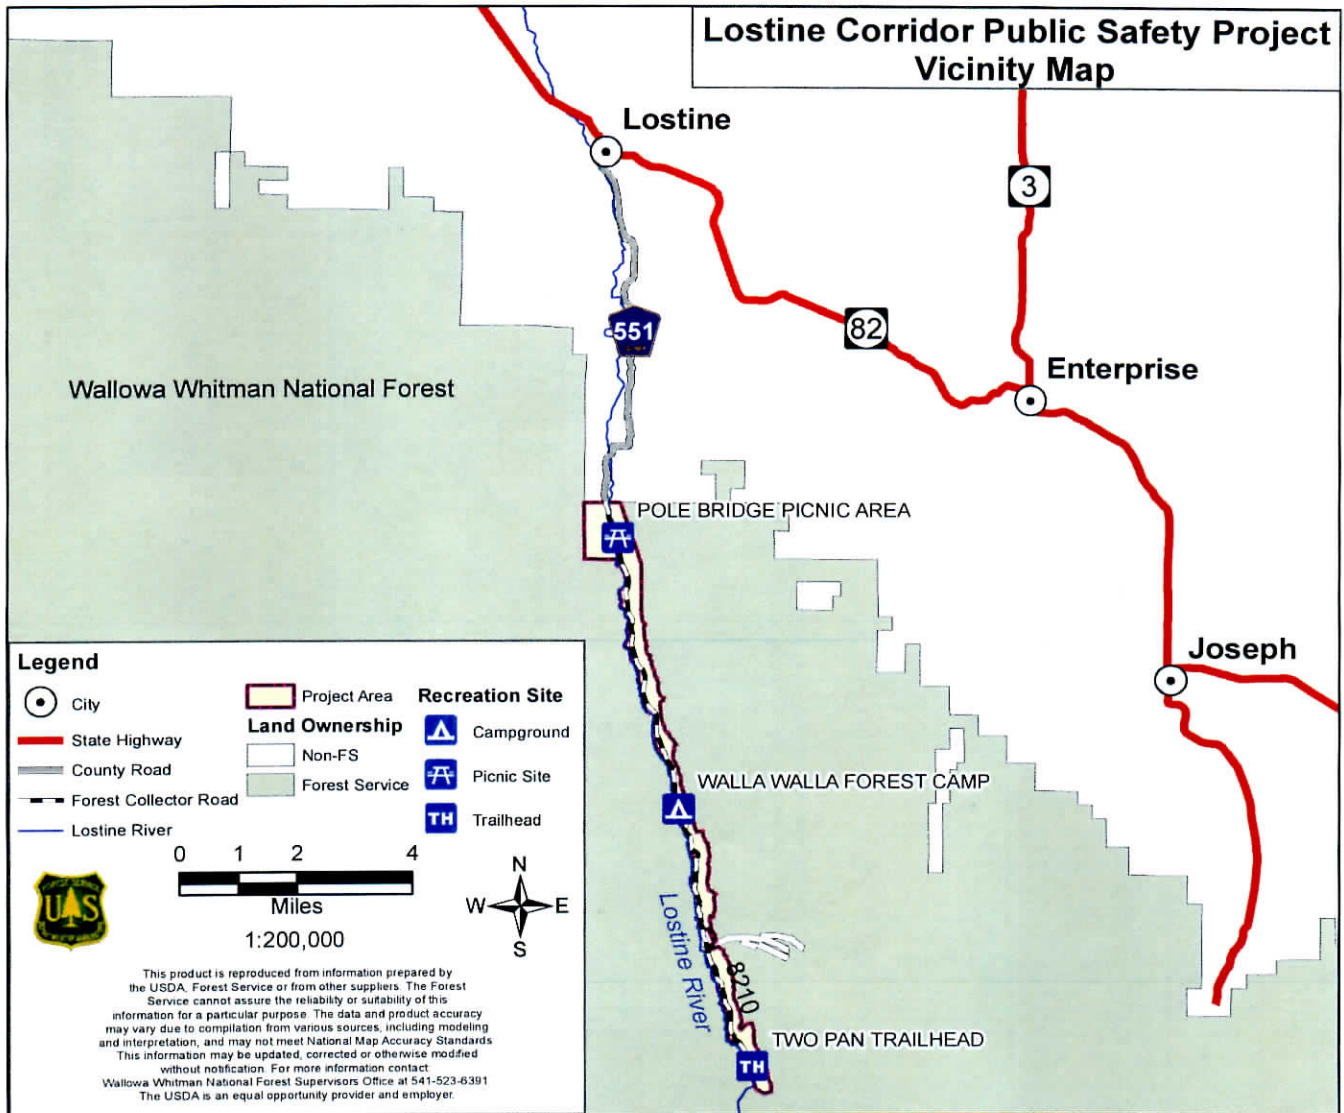 Lostine Corridor Public Safety Project
Vicinity Map
Lostine
3
551
82
Enterprise
Wallowa Whitman National Forest
POLE BRIDGE PICNIC AREA
Joseph
WALLA WALLA FOREST CAMP
Lostine River
8210
TWO PAN TRAILHEAD
TH
Legend
City
State Highway
County Road
Forest Collector Road
Lostine River
Project Area
Land Ownership
Non-FS
Forest Service
Recreation Site
Campground
Picnic Site
TH Trailhead
0 1 2 4
Miles
1:200,000
N
W E
S
FOREST SERVICE
US
This product is reproduced from information prepared by
the USDA, Forest Service or from other suppliers. The Forest
Service cannot assure the reliability or suitability of this
information for a particular purpose. The data and product accuracy
may vary due to compilation from various sources, including modeling
and interpretation, and may not meet National Map Accuracy Standards
This information may be updated, corrected or otherwise modified
without notification. For more information contact
Wallowa Whitman National Forest Supervisors Office at 541-523-6391
The USDA is an equal opportunity provider and employer.